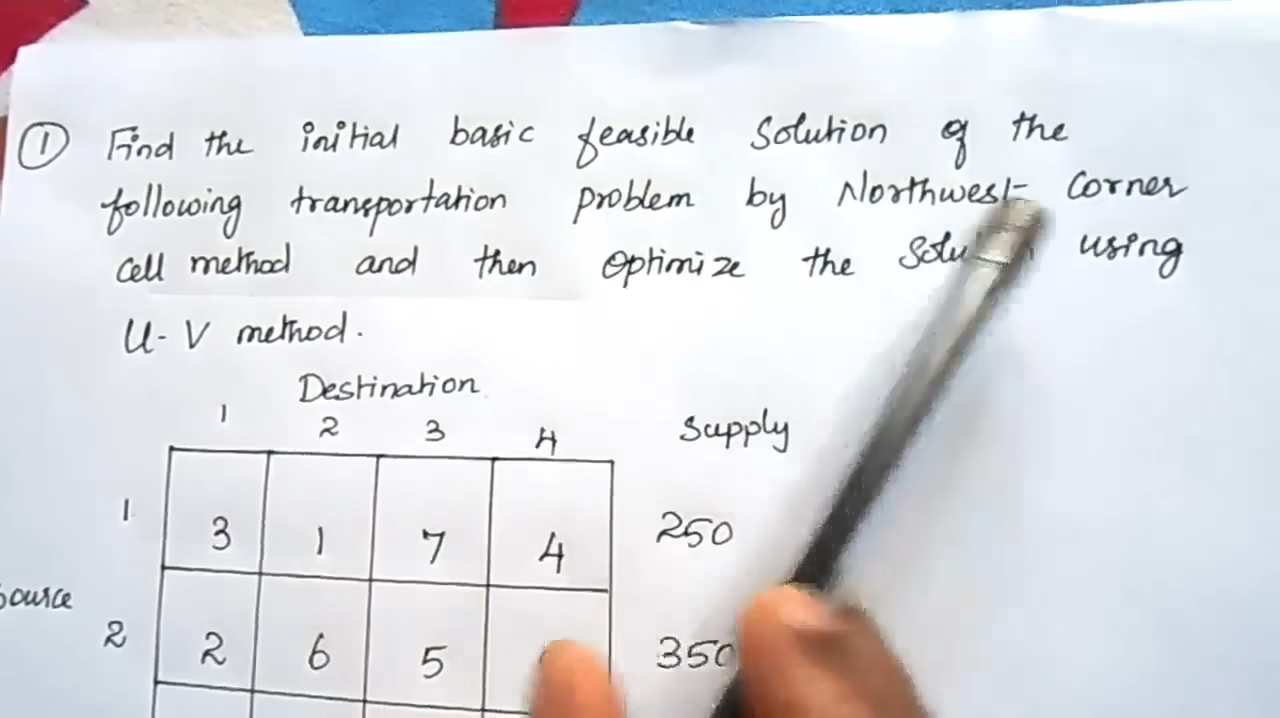 1 Find the initial basic feasible Solution of the
following transportation problem by Northwest Corner
cell method and then optimize the using
U-V method.
Destination
1 2 3 4 Supply
1 3 1 7 4 250
2 2 6 5